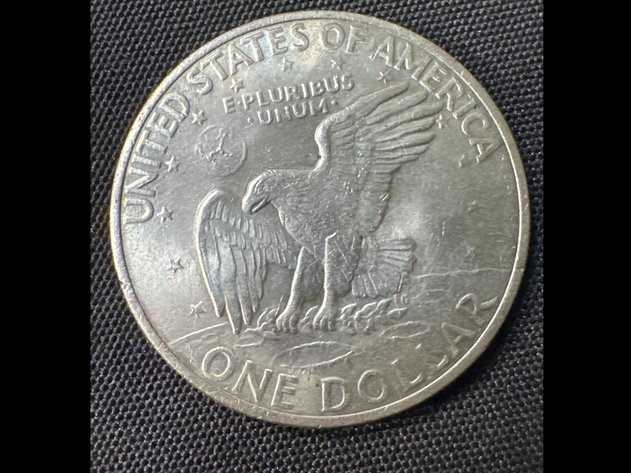 UNITED STATES OF AMERICA
E·PLURIBUS
·UNUM·
ONE DOLLAR